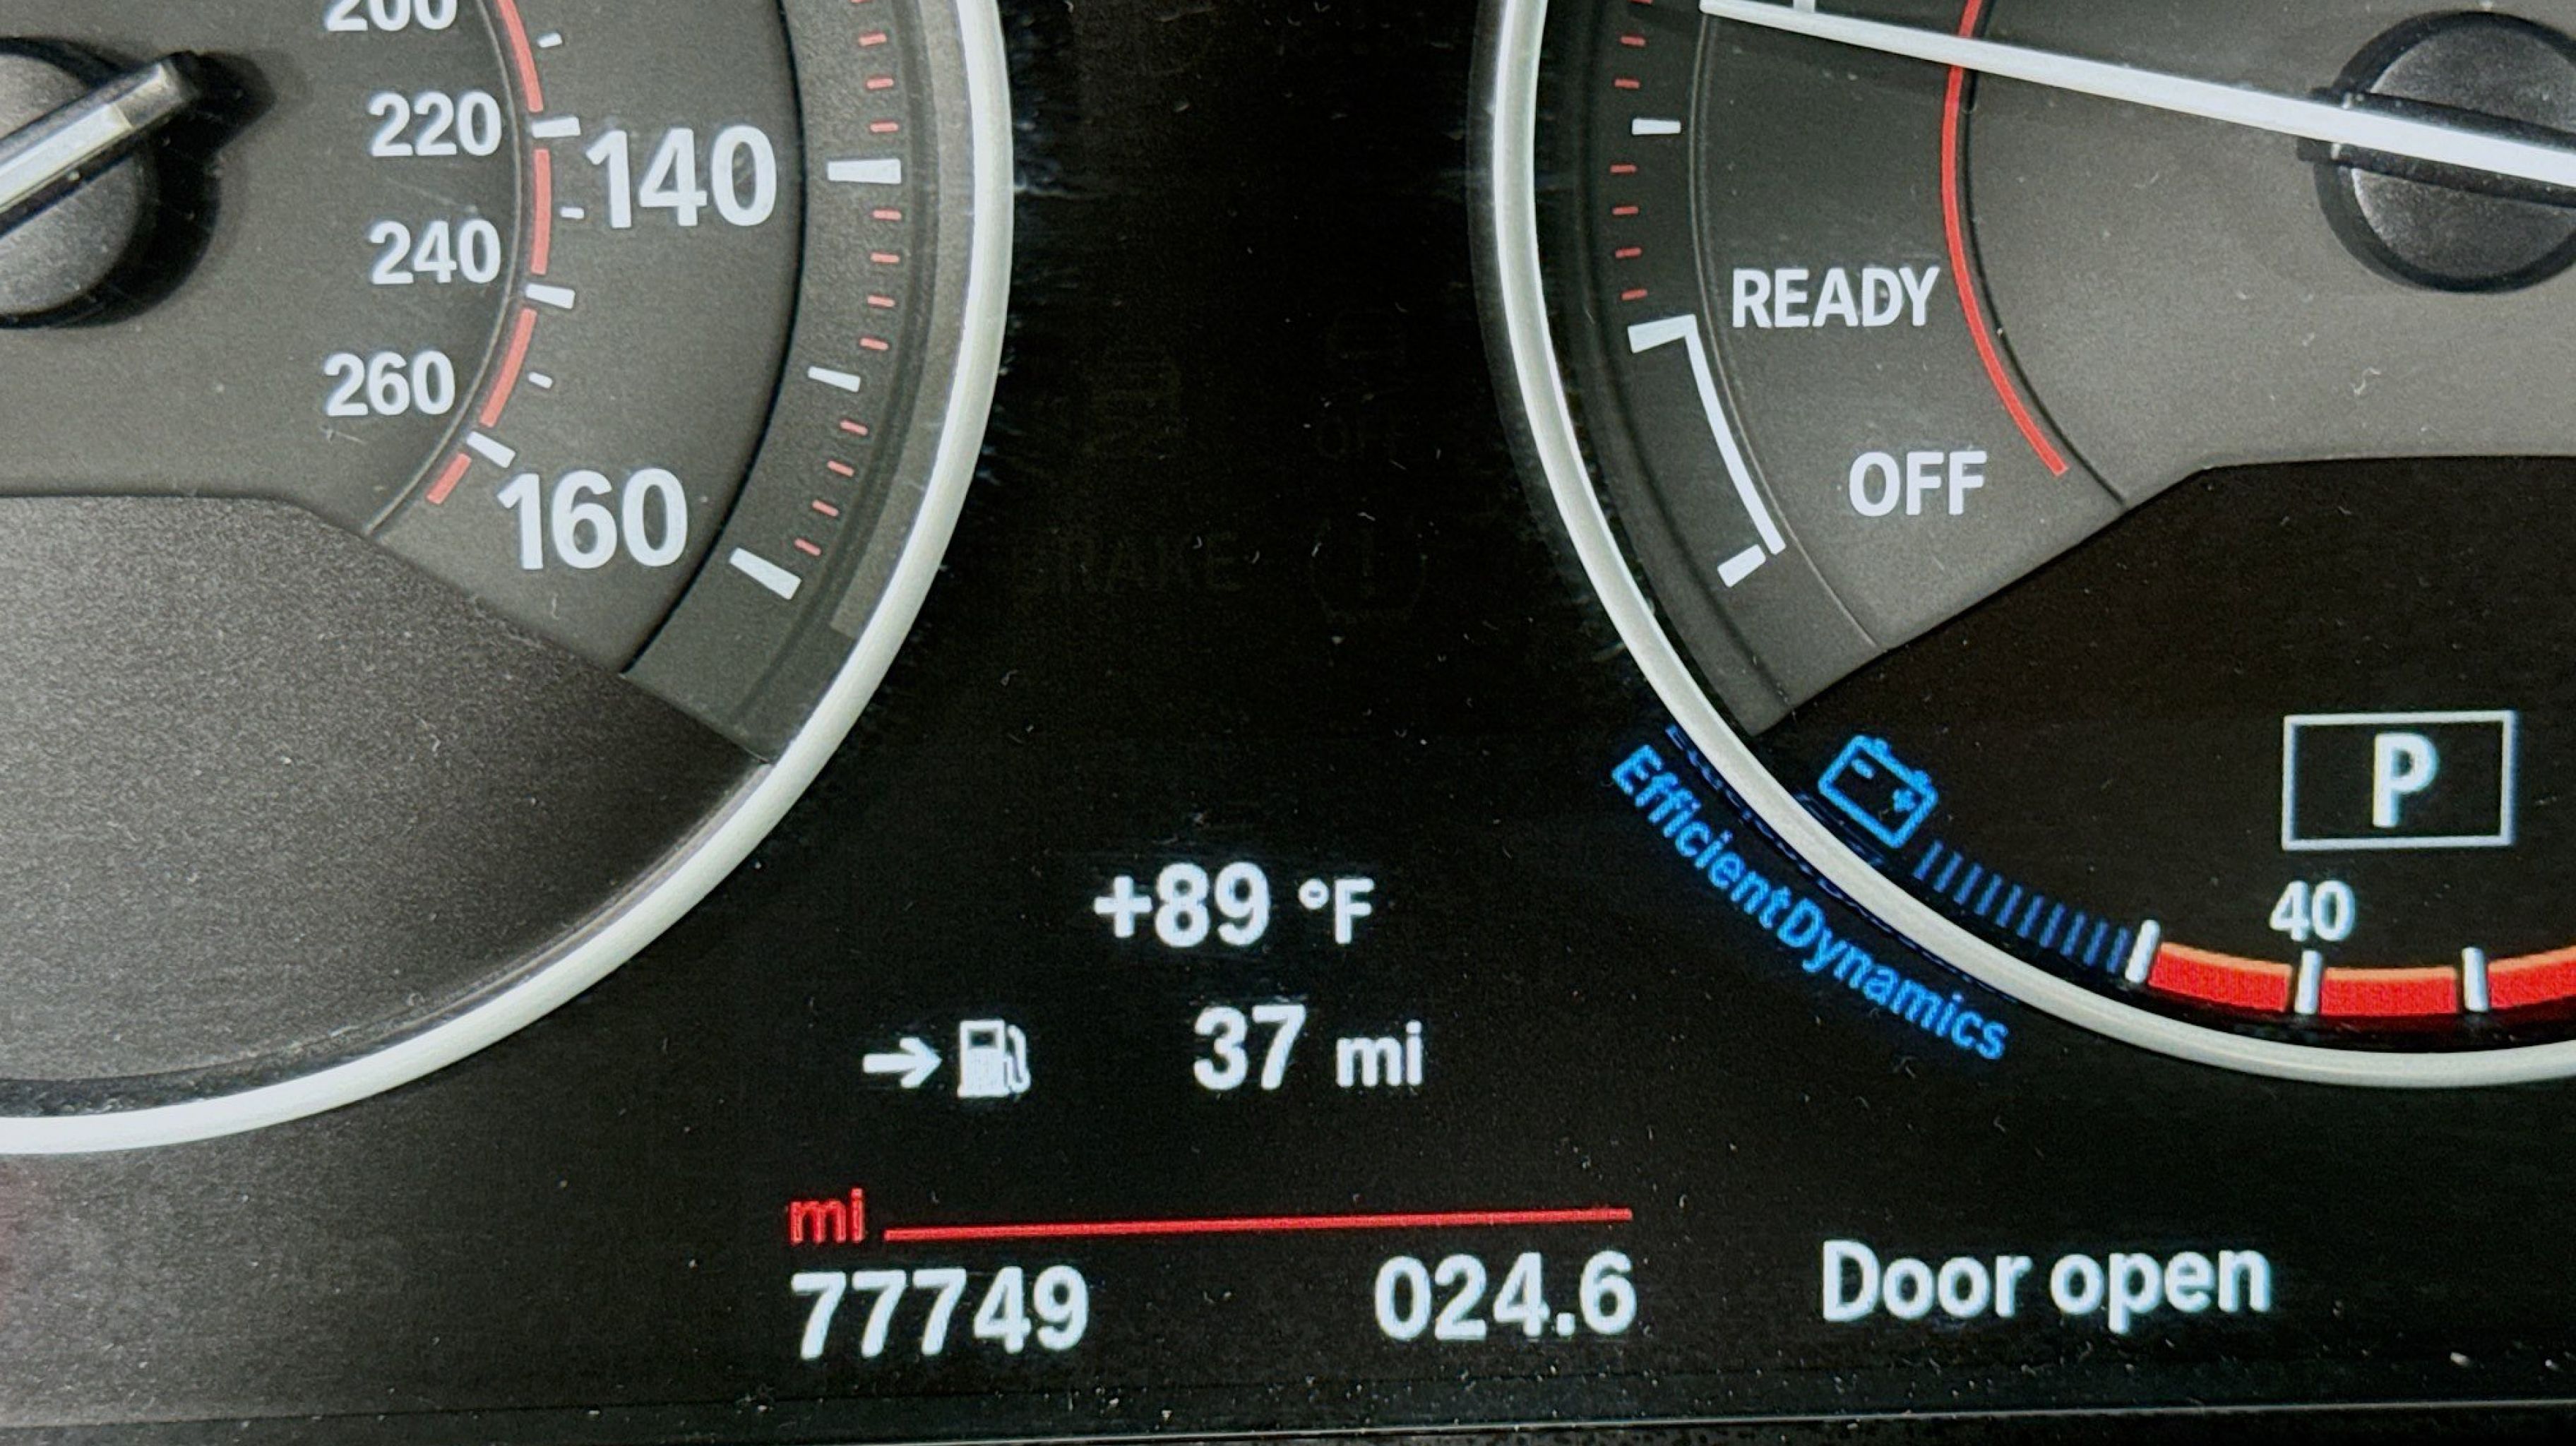 200
220
140
240
260
160
READY
OFF
P
EfficientDynamics
40
+89 °F
37 mi
mi
77749
024.6
Door open